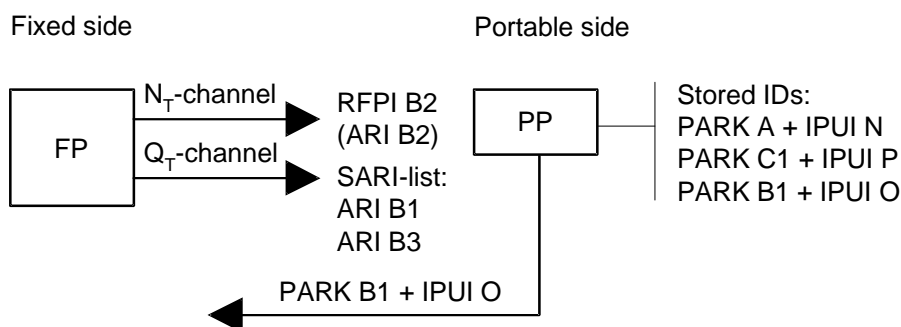 Fixed side
Portable side
FP
N_T-channel
Q_T-channel
RFPI B2
(ARI B2)
SARI-list:
ARI B1
ARI B3
PP
Stored IDs:
PARK A + IPUI N
PARK C1 + IPUI P
PARK B1 + IPUI O
PARK B1 + IPUI O